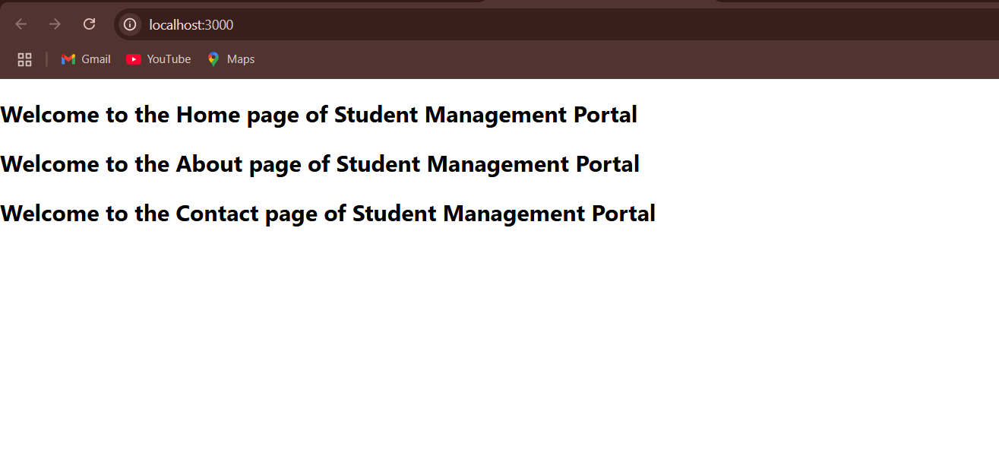 localhost:3000
Gmail YouTube Maps
Welcome to the Home page of Student Management Portal
Welcome to the About page of Student Management Portal
Welcome to the Contact page of Student Management Portal